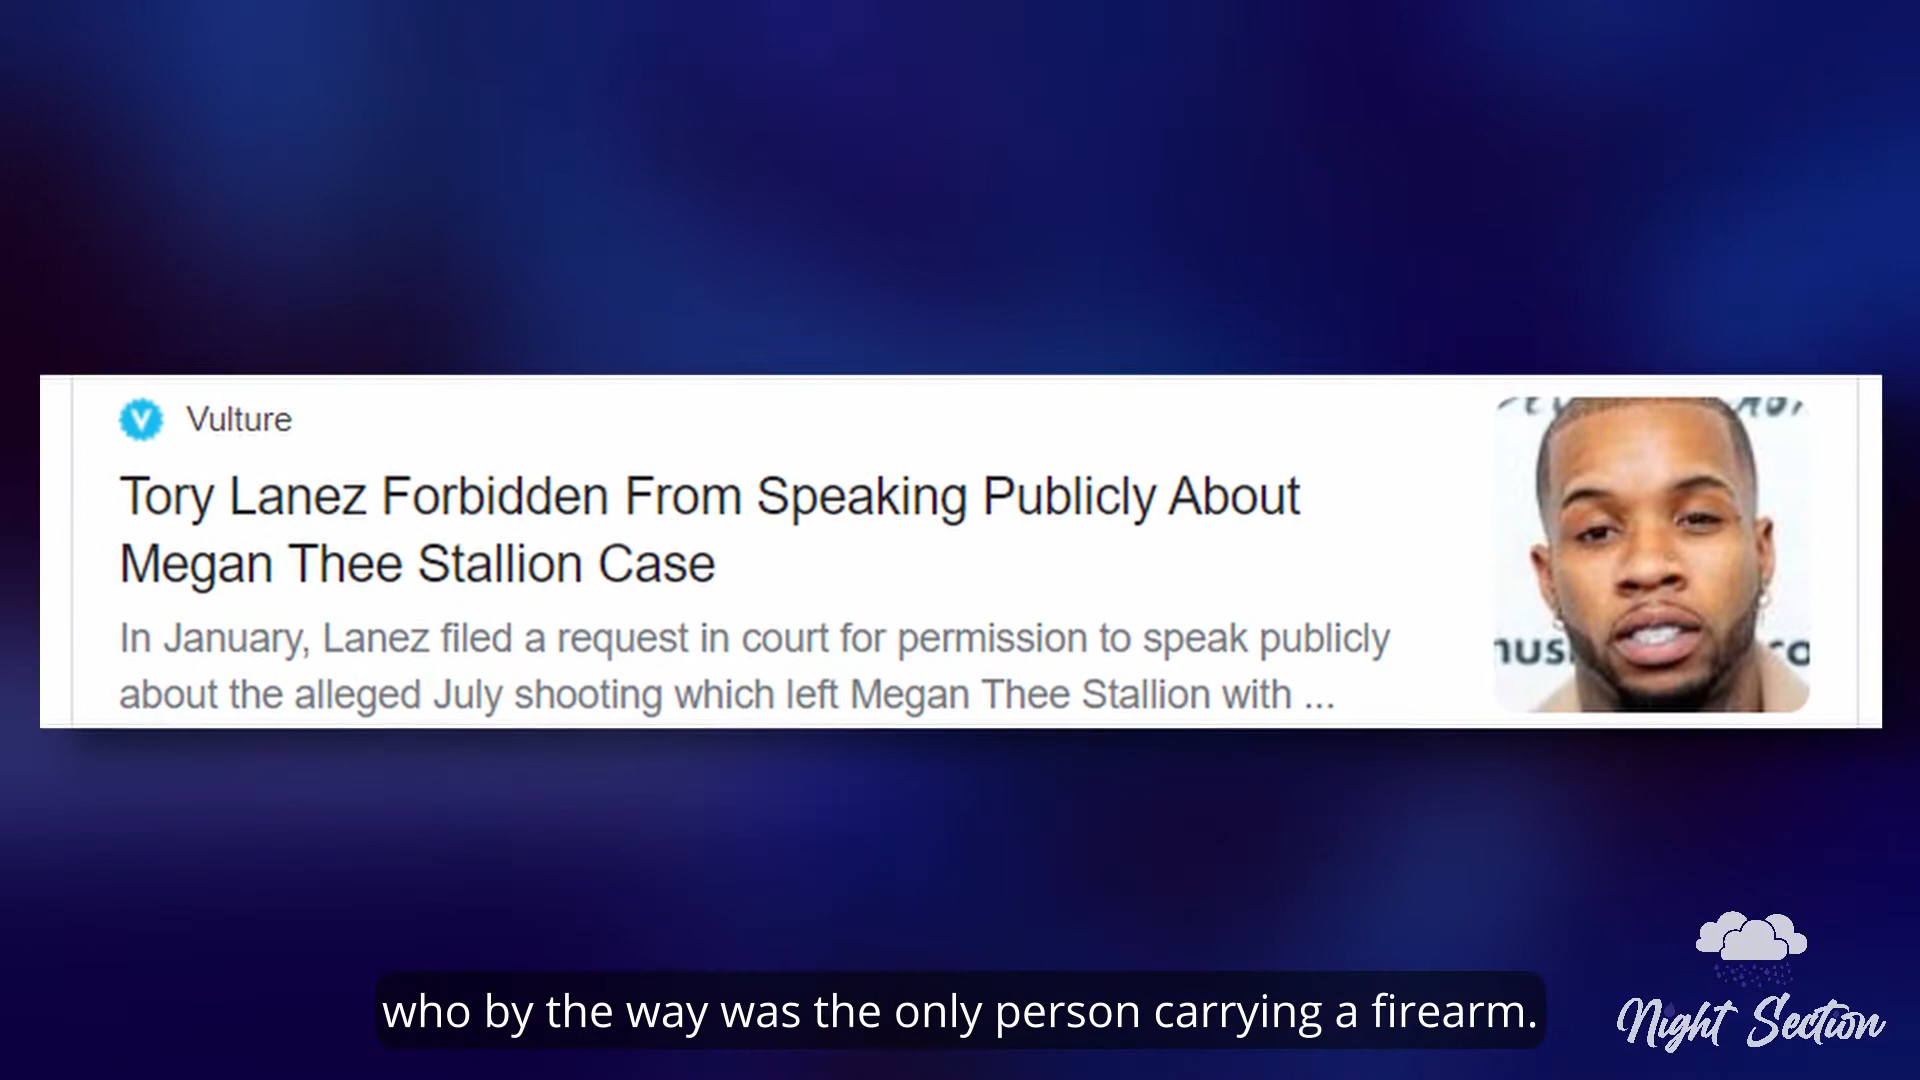 Vulture
Tory Lanez Forbidden From Speaking Publicly About
Megan Thee Stallion Case
In January, Lanez filed a request in court for permission to speak publicly
about the alleged July shooting which left Megan Thee Stallion with ...
who by the way was the only person carrying a firearm.
Night Section